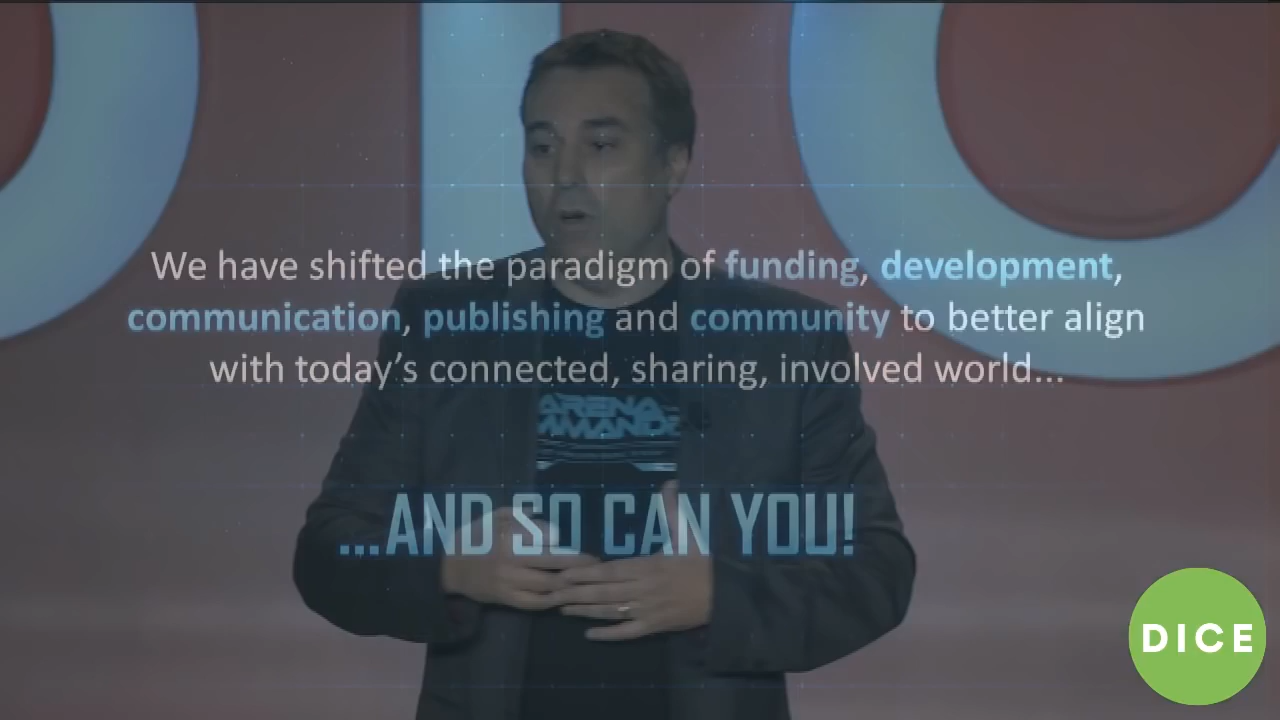 We have shifted the paradigm of funding, development,
communication, publishing and community to better align
with today’s connected, sharing, involved world...
ARENA
...AND SO CAN YOU!
DICE